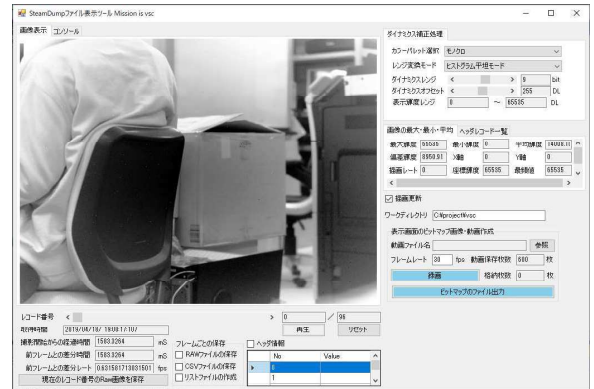 SteamDumpファイル表示ツール Mission is vsc
画像表示 コンソール
ダイナミクス補正処理
カラーパレット選択 モノクロ
レンジ変換モード ヒストグラム平坦モード
ダイナミクスレンジ < > 9 bit
ダイナミクスオフセット < > 255 DL
表示輝度レンジ 0 ～ 65535 DL
画像の最大・最小・平均 ヘッダレコード一覧
最大輝度 65535 最小輝度 0 平均輝度
偏差輝度 8950.91 X軸 0 Y軸 0
描画レート 0 座標輝度 65535 最頻値 65535
描画更新
ワークディレクトリ C:¥project¥vsc
表示画面のビットマップ画像・動画作成
動画ファイル名 参照
フレームレート 30 fps 動画保存枚数 600 枚
録画 格納枚数 0 枚
ビットマップのファイル出力
レコード番号 < > 0 / 96
取得時間 再生 リセット
撮影開始からの経過時間 1583.3264 mS
前フレームとの差分時間 1583.3264 mS
前フレームとの差分レート 0.631581713831501 fps
現在のレコード番号のRaw画像を保存
フレームごとの保存
RAWファイルの保存
CSVファイルの保存
リストファイルの作成
ヘッダ情報
No Value
0
1